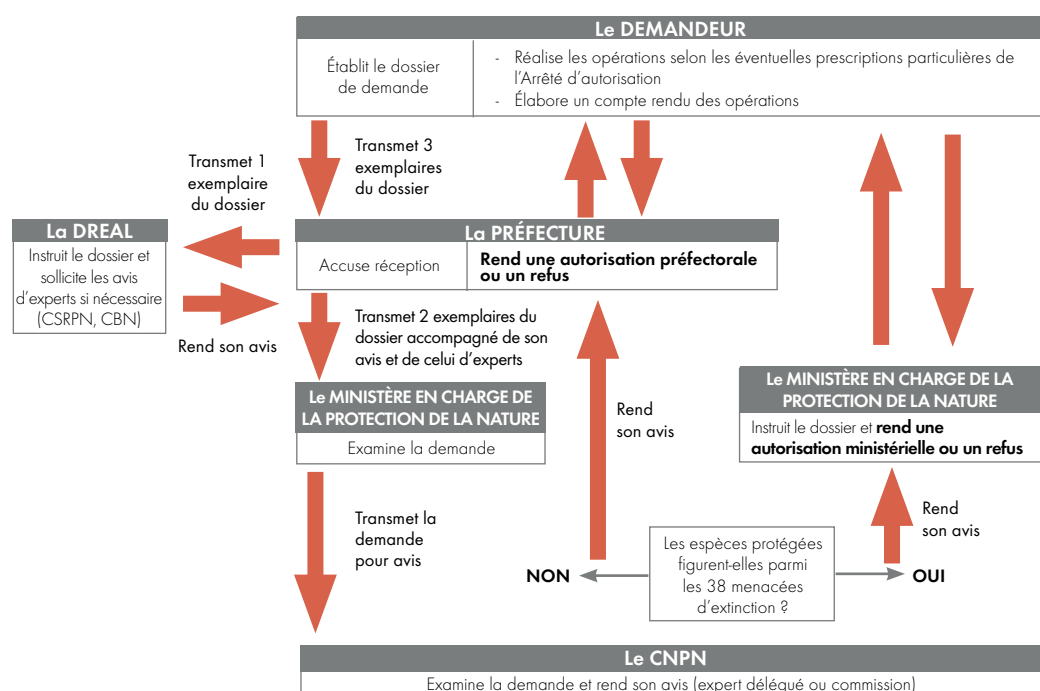 Le DEMANDEUR
Établit le dossier
de demande
- Réalise les opérations selon les éventuelles prescriptions particulières de
l'Arrêté d'autorisation
- Élabore un compte rendu des opérations
Transmet 1
exemplaire
du dossier
Transmet 3
exemplaires
du dossier
La DREAL
Instruit le dossier et
sollicite les avis
d'experts si nécessaire
(CSRPN, CBN)
La PRÉFECTURE
Accuse réception
Rend une autorisation préfectorale
ou un refus
Rend son avis
Transmet 2 exemplaires du
dossier accompagné de son
avis et de celui d'experts
Le MINISTÈRE EN CHARGE DE
LA PROTECTION DE LA NATURE
Examine la demande
Rend
son avis
Le MINISTÈRE EN CHARGE DE LA
PROTECTION DE LA NATURE
Instruit le dossier et rend une
autorisation ministérielle ou un refus
Transmet la
demande
pour avis
Rend
son avis
NON
Les espèces protégées
figurent-elles parmi
les 38 menacées
d'extinction ?
OUI
Le CNPN
Examine la demande et rend son avis (expert délégué ou commission)